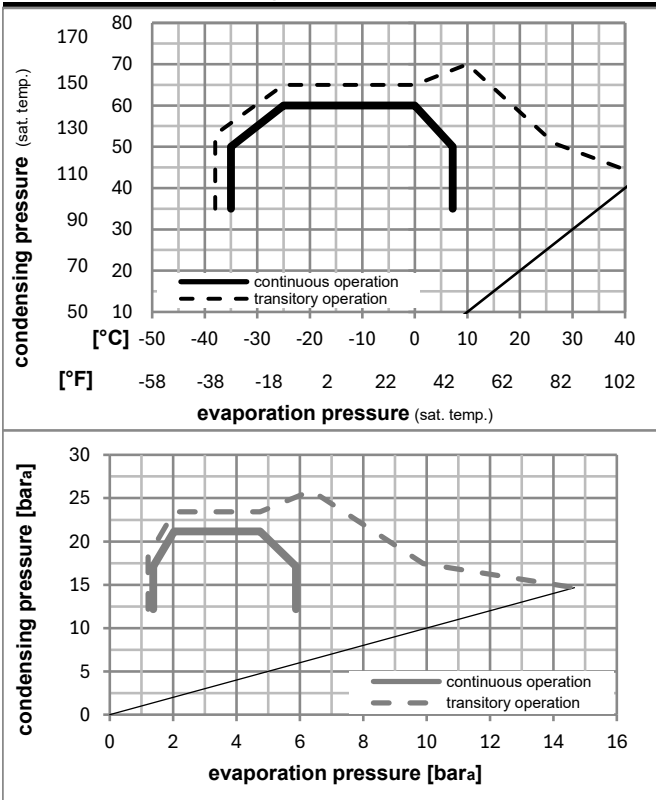 80
170
70
150
60
130
50
110
40
90
30
70
20
50
10
condensing pressure (sat. temp.)
continuous operation
transitory operation
[°C] -50 -40 -30 -20 -10 0 10 20 30 40
[°F] -58 -38 -18 2 22 42 62 82 102
evaporation pressure (sat. temp.)
30
25
20
15
10
5
0
condensing pressure [bara]
continuous operation
transitory operation
0 2 4 6 8 10 12 14 16
evaporation pressure [bara]